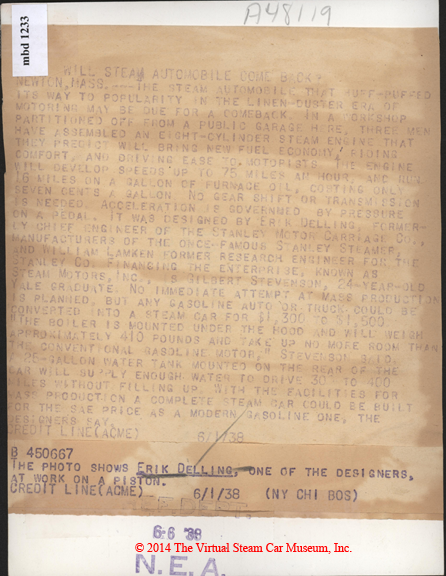 A48119
mbd 1233
WILL STEAM AUTOMOBILE COME BACK?
NEWTON, MASS.---THE STEAM AUTOMOBILE THAT HUFF-PUFFED
ITS WAY TO POPULARITY IN THE LINEN-DUSTER ERA OF
MOTORING MAY BE DUE FOR A COMEBACK. IN A WORKSHOP
PARTITIONED OFF FROM A PUBLIC GARAGE HERE, THREE MEN
HAVE ASSEMBLED AN EIGHT-CYLINDER STEAM ENGINE THAT
THEY PREDICT WILL BRING NEW FUEL ECONOMY, RIDING
COMFORT, AND DRIVING EASE TO MOTORISTS. THE ENGINE
WILL DEVELOP SPEEDS UP TO 75 MILES AN HOUR, AND RUN
16 MILES ON A GALLON OF FURNACE OIL, COSTING ONLY
SEVEN CENTS A GALLON. NO GEAR SHIFT OR TRANSMISSION
IS NEEDED. ACCELERATION IS GOVERNED BY PRESSURE
ON A PEDAL. IT WAS DESIGNED BY ERIK DELLING, FORMER-
LY CHIEF ENGINEER OF THE STANLEY MOTOR CARRIAGE CO.,
MANUFACTURERS OF THE ONCE-FAMOUS STANLEY STEAMER,
AND WILLIAM LAMKEN FORMER RESEARCH ENGINEER FOR THE
STANLEY CO. FINANCING THE ENTERPRISE, KNOWN AS
STEAM MOTORS, INC., IS GILBERT STEVENSON, 24-YEAR-OLD
YALE GRADUATE. NO IMMEDIATE ATTEMPT AT MASS PRODUCTION
IS PLANNED, BUT ANY GASOLINE AUTO OR TRUCK COULD BE
CONVERTED INTO A STEAM CAR FOR $1,300 - $1,500.
"THE BOILER IS MOUNTED UNDER THE HOOD AND WILL WEIGH
APPROXIMATELY 410 POUNDS AND TAKE UP NO MORE ROOM THAN
THE CONVENTIONAL GASOLINE MOTOR," STEVENSON SAID.
-GALLON WATER TANK MOUNTED ON THE REAR OF THE
CAR WILL SUPPLY ENOUGH WATER TO DRIVE 300 TO 400
MILES WITHOUT FILLING UP. WITH THE FACILITIES FOR
MASS PRODUCTION A COMPLETE STEAM CAR COULD BE BUILT
FOR THE SAE PRICE AS A MODERN GASOLINE ONE, THE
DESIGNERS SAY.
CREDIT LINE(ACME) 6/1/38
B 450667
THE PHOTO SHOWS ERIK DELLING, ONE OF THE DESIGNERS,
AT WORK ON A PISTON.
CREDIT LINE(ACME) 6/1/38 (NY CHI BOS)
6 6 '38
© 2014 The Virtual Steam Car Museum, Inc.
N.E.A.